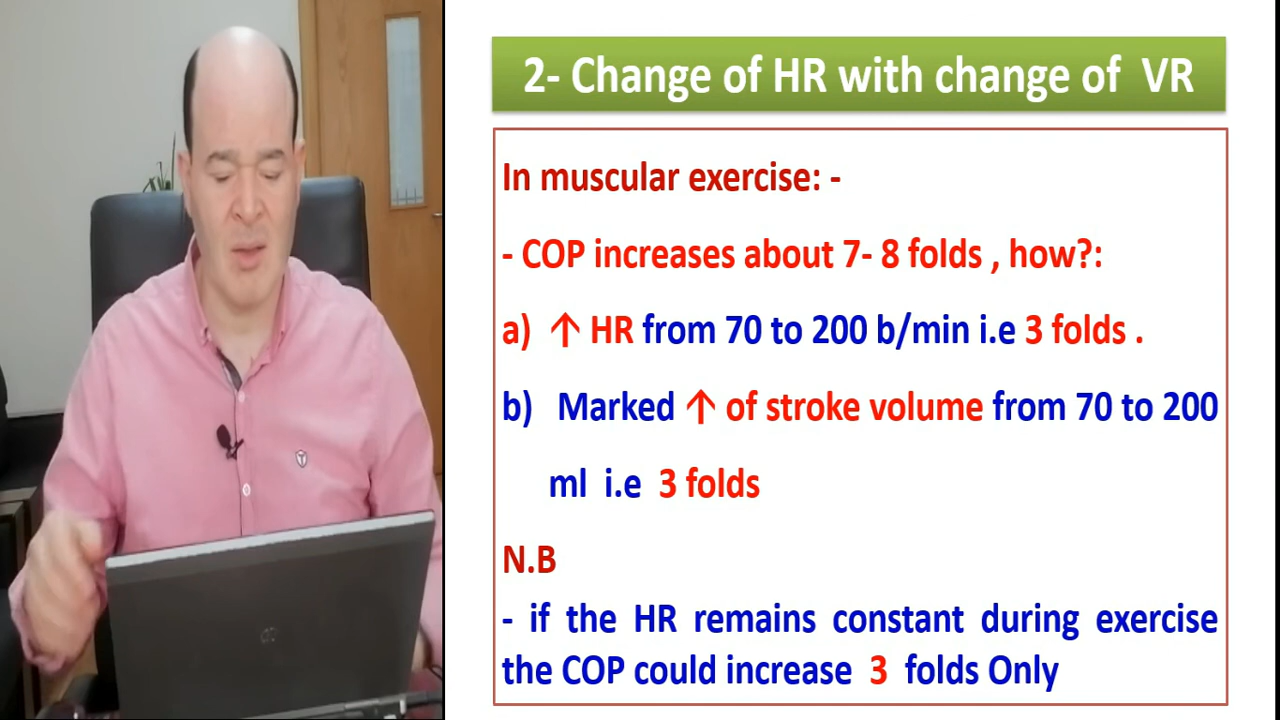 2- Change of HR with change of VR
In muscular exercise: -
- COP increases about 7- 8 folds , how?:
a) ↑ HR from 70 to 200 b/min i.e 3 folds .
b) Marked ↑ of stroke volume from 70 to 200
ml i.e 3 folds
N.B
- if the HR remains constant during exercise
the COP could increase 3 folds Only